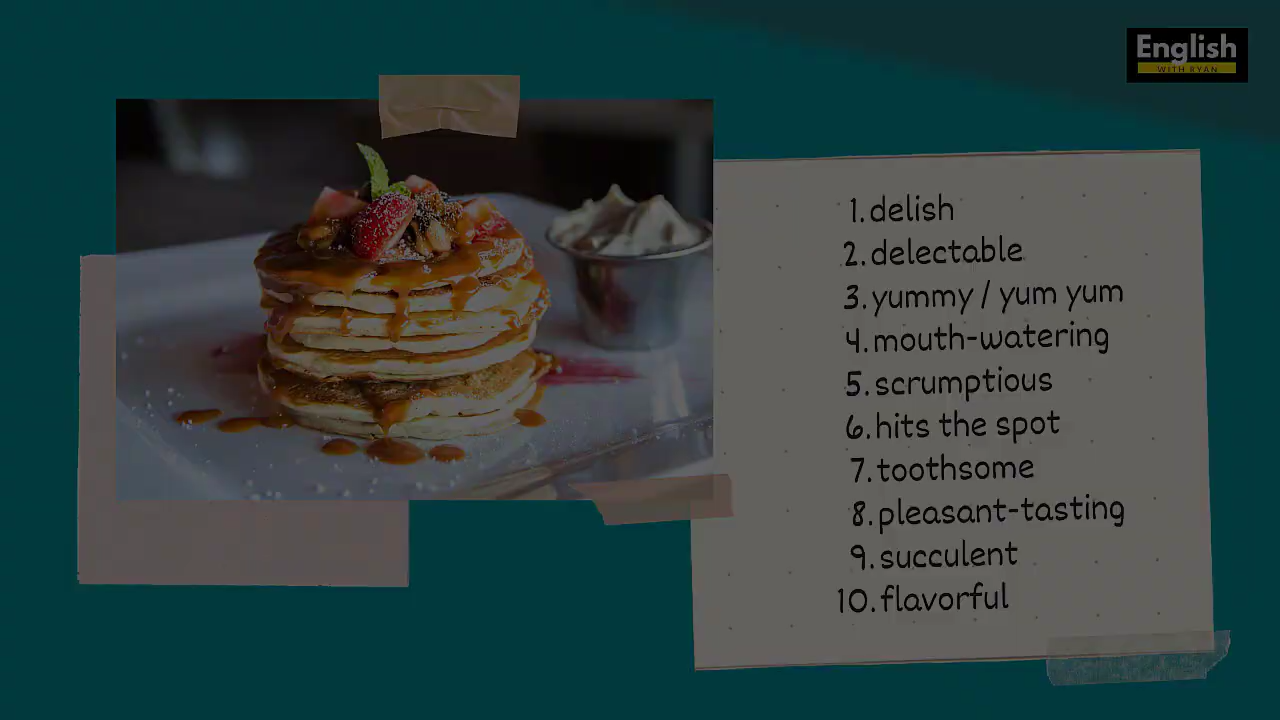 English
WITH RYAN
1. delish
2. delectable
3. yummy / yum yum
4. mouth-watering
5. scrumptious
6. hits the spot
7. toothsome
8. pleasant-tasting
9. succulent
10. flavorful